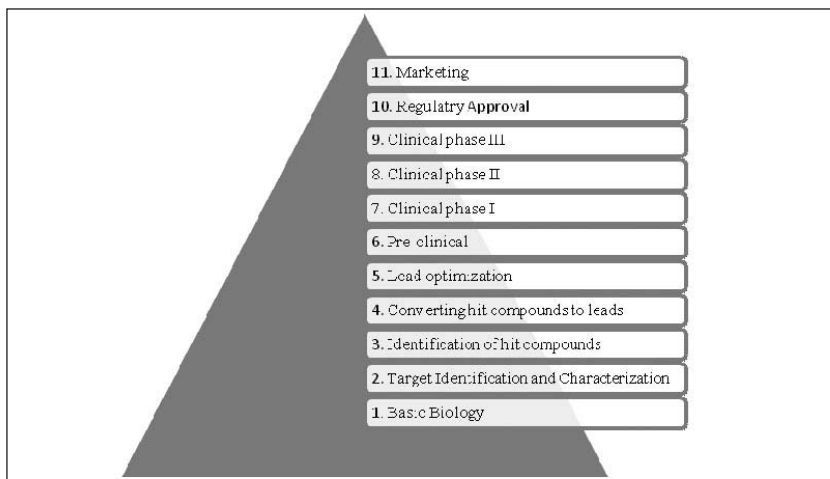 11. Marketing
10. Regulatry Approval
9. Clinical phase III
8. Clinical phase II
7. Clinical phase I
6. Pre clinical
5. Lead optimization
4. Converting hit compounds to leads
3. Identification of hit compounds
2. Target Identification and Characterization
1. Basic Biology